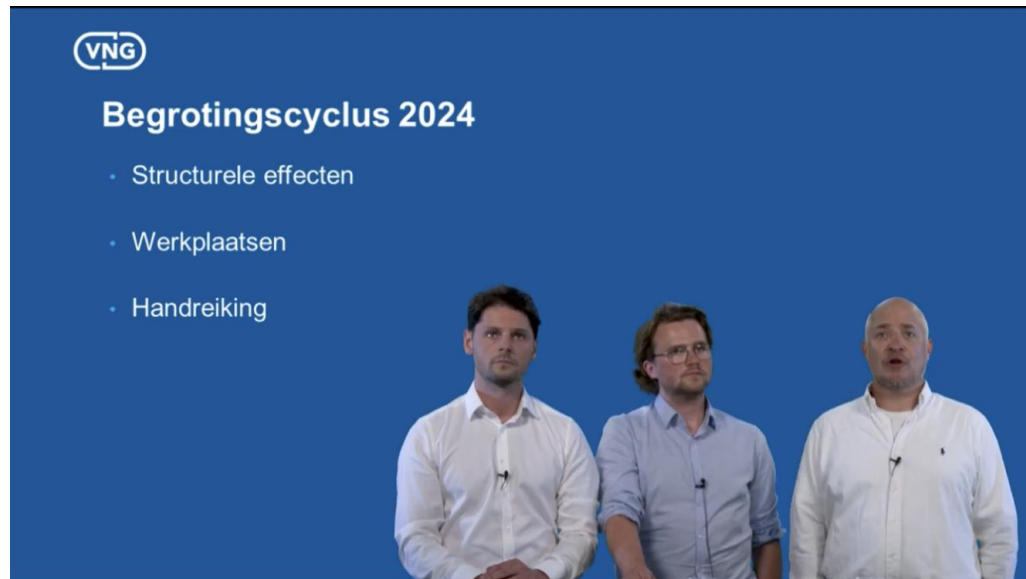 VNG
Begrotingscyclus 2024
Structurele effecten
Werkplaatsen
Handreiking